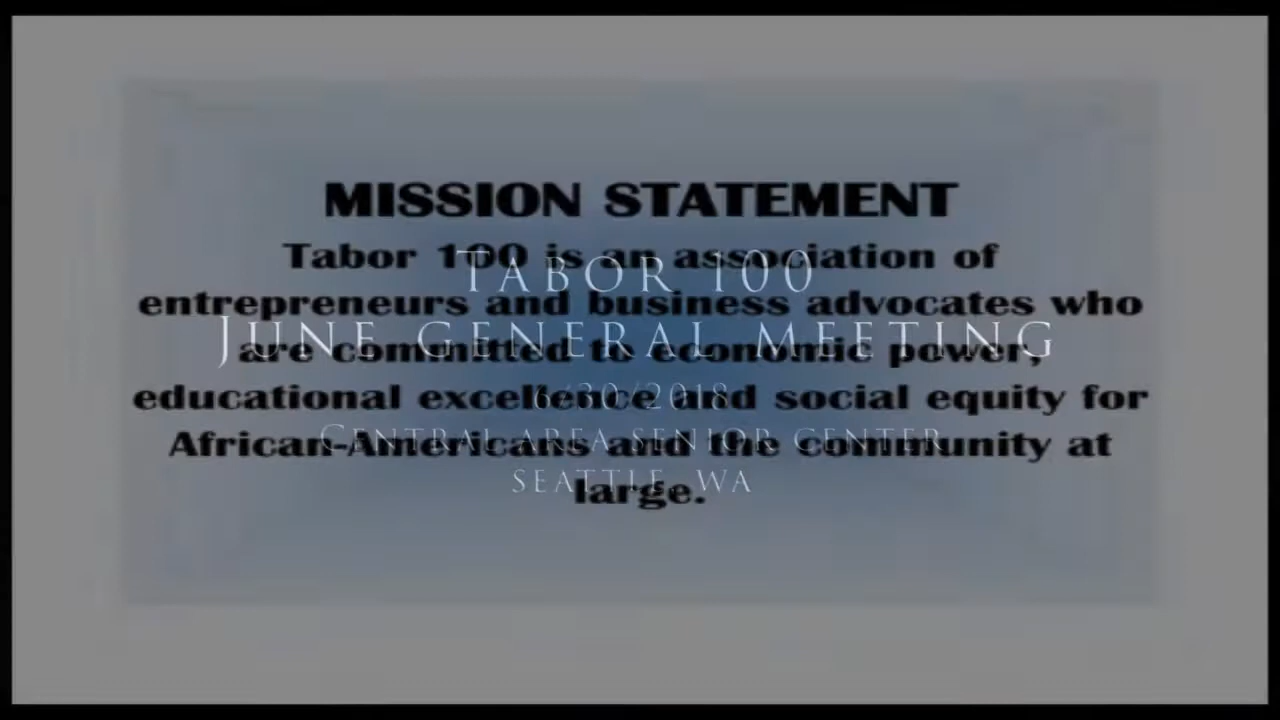 MISSION STATEMENT
Tabor 100 is an association of
entrepreneurs and business advocates who
are committed to economic power,
educational excellence and social equity for
African-Americans and the community at
large.
TABOR 100
JUNE GENERAL MEETING
6/30/2018
CENTRAL AREA SENIOR CENTER
SEATTLE, WA